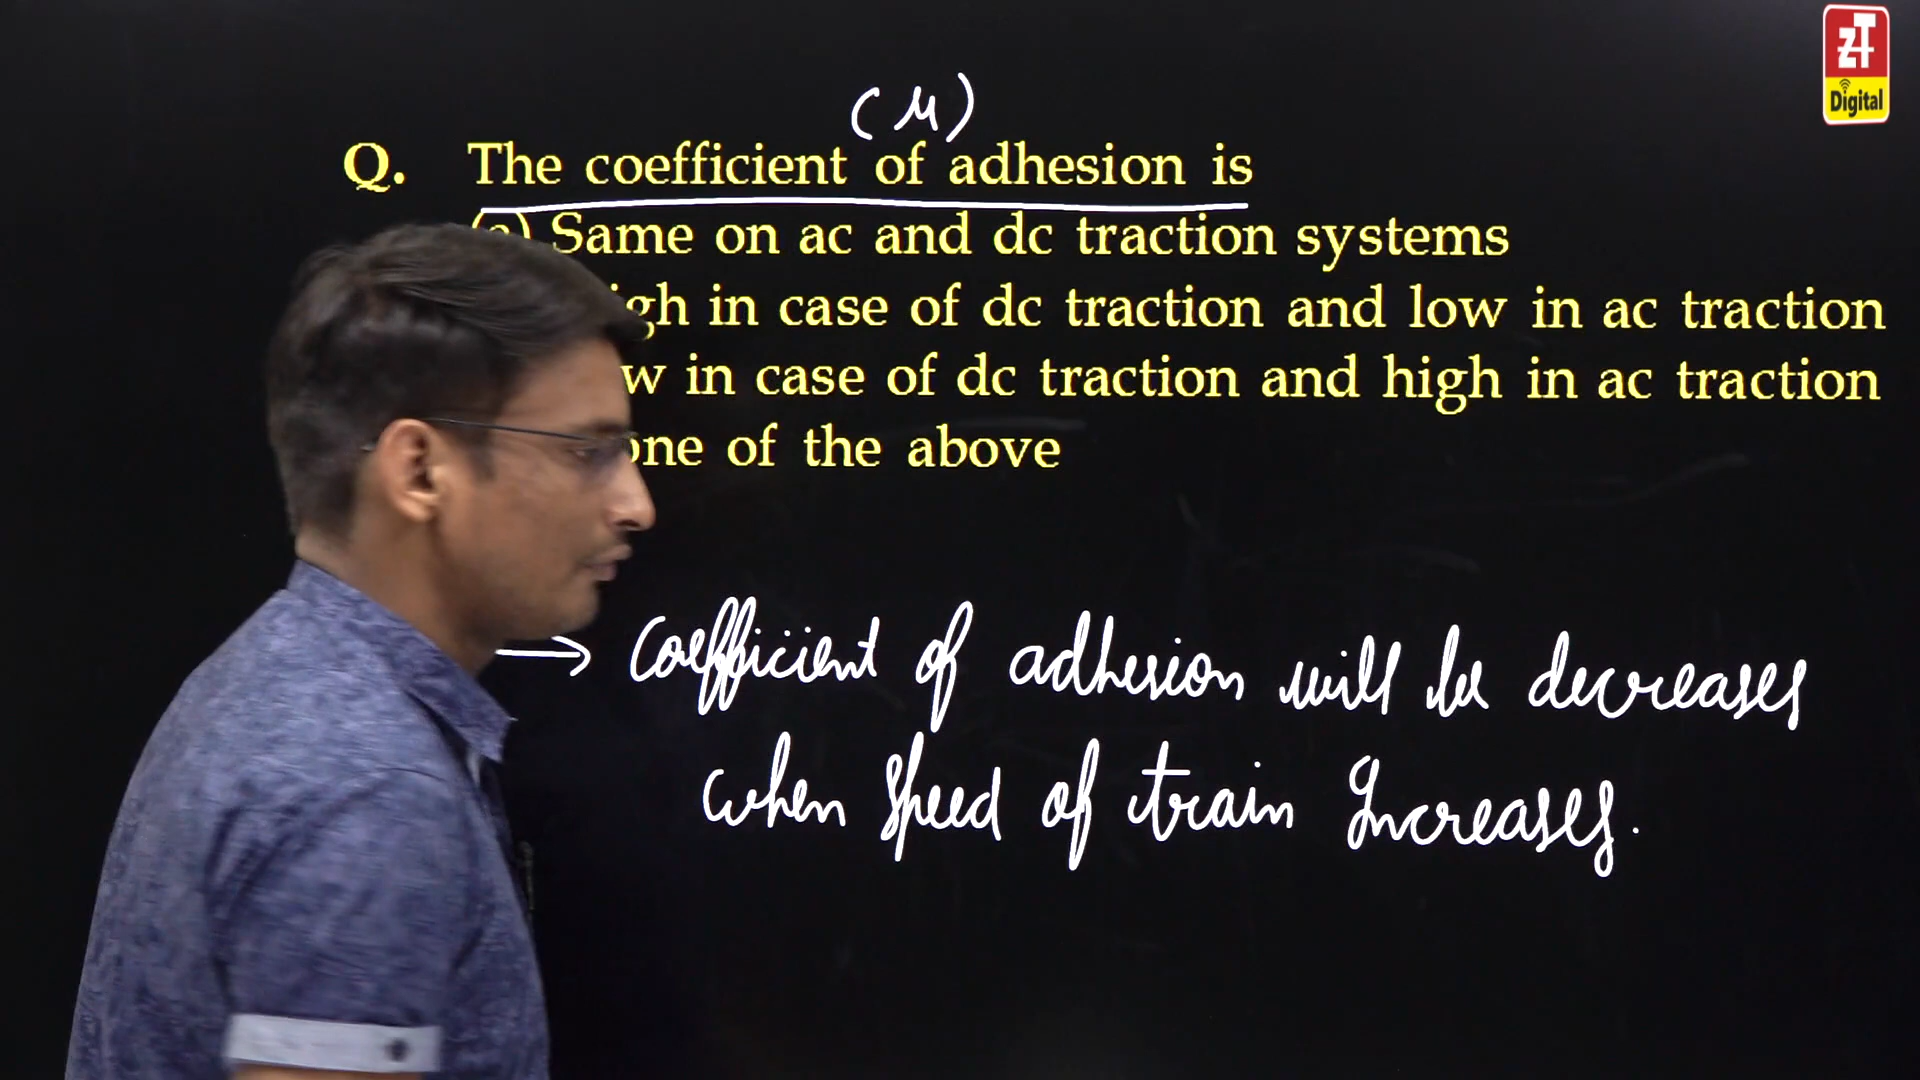 ZT
Digital
(μ)
Q. The coefficient of adhesion is
Same on ac and dc traction systems
in case of dc traction and low in ac traction
in case of dc traction and high in ac traction
of the above
→ Coefficient of adhesion will be decreases
when speed of train Increases.